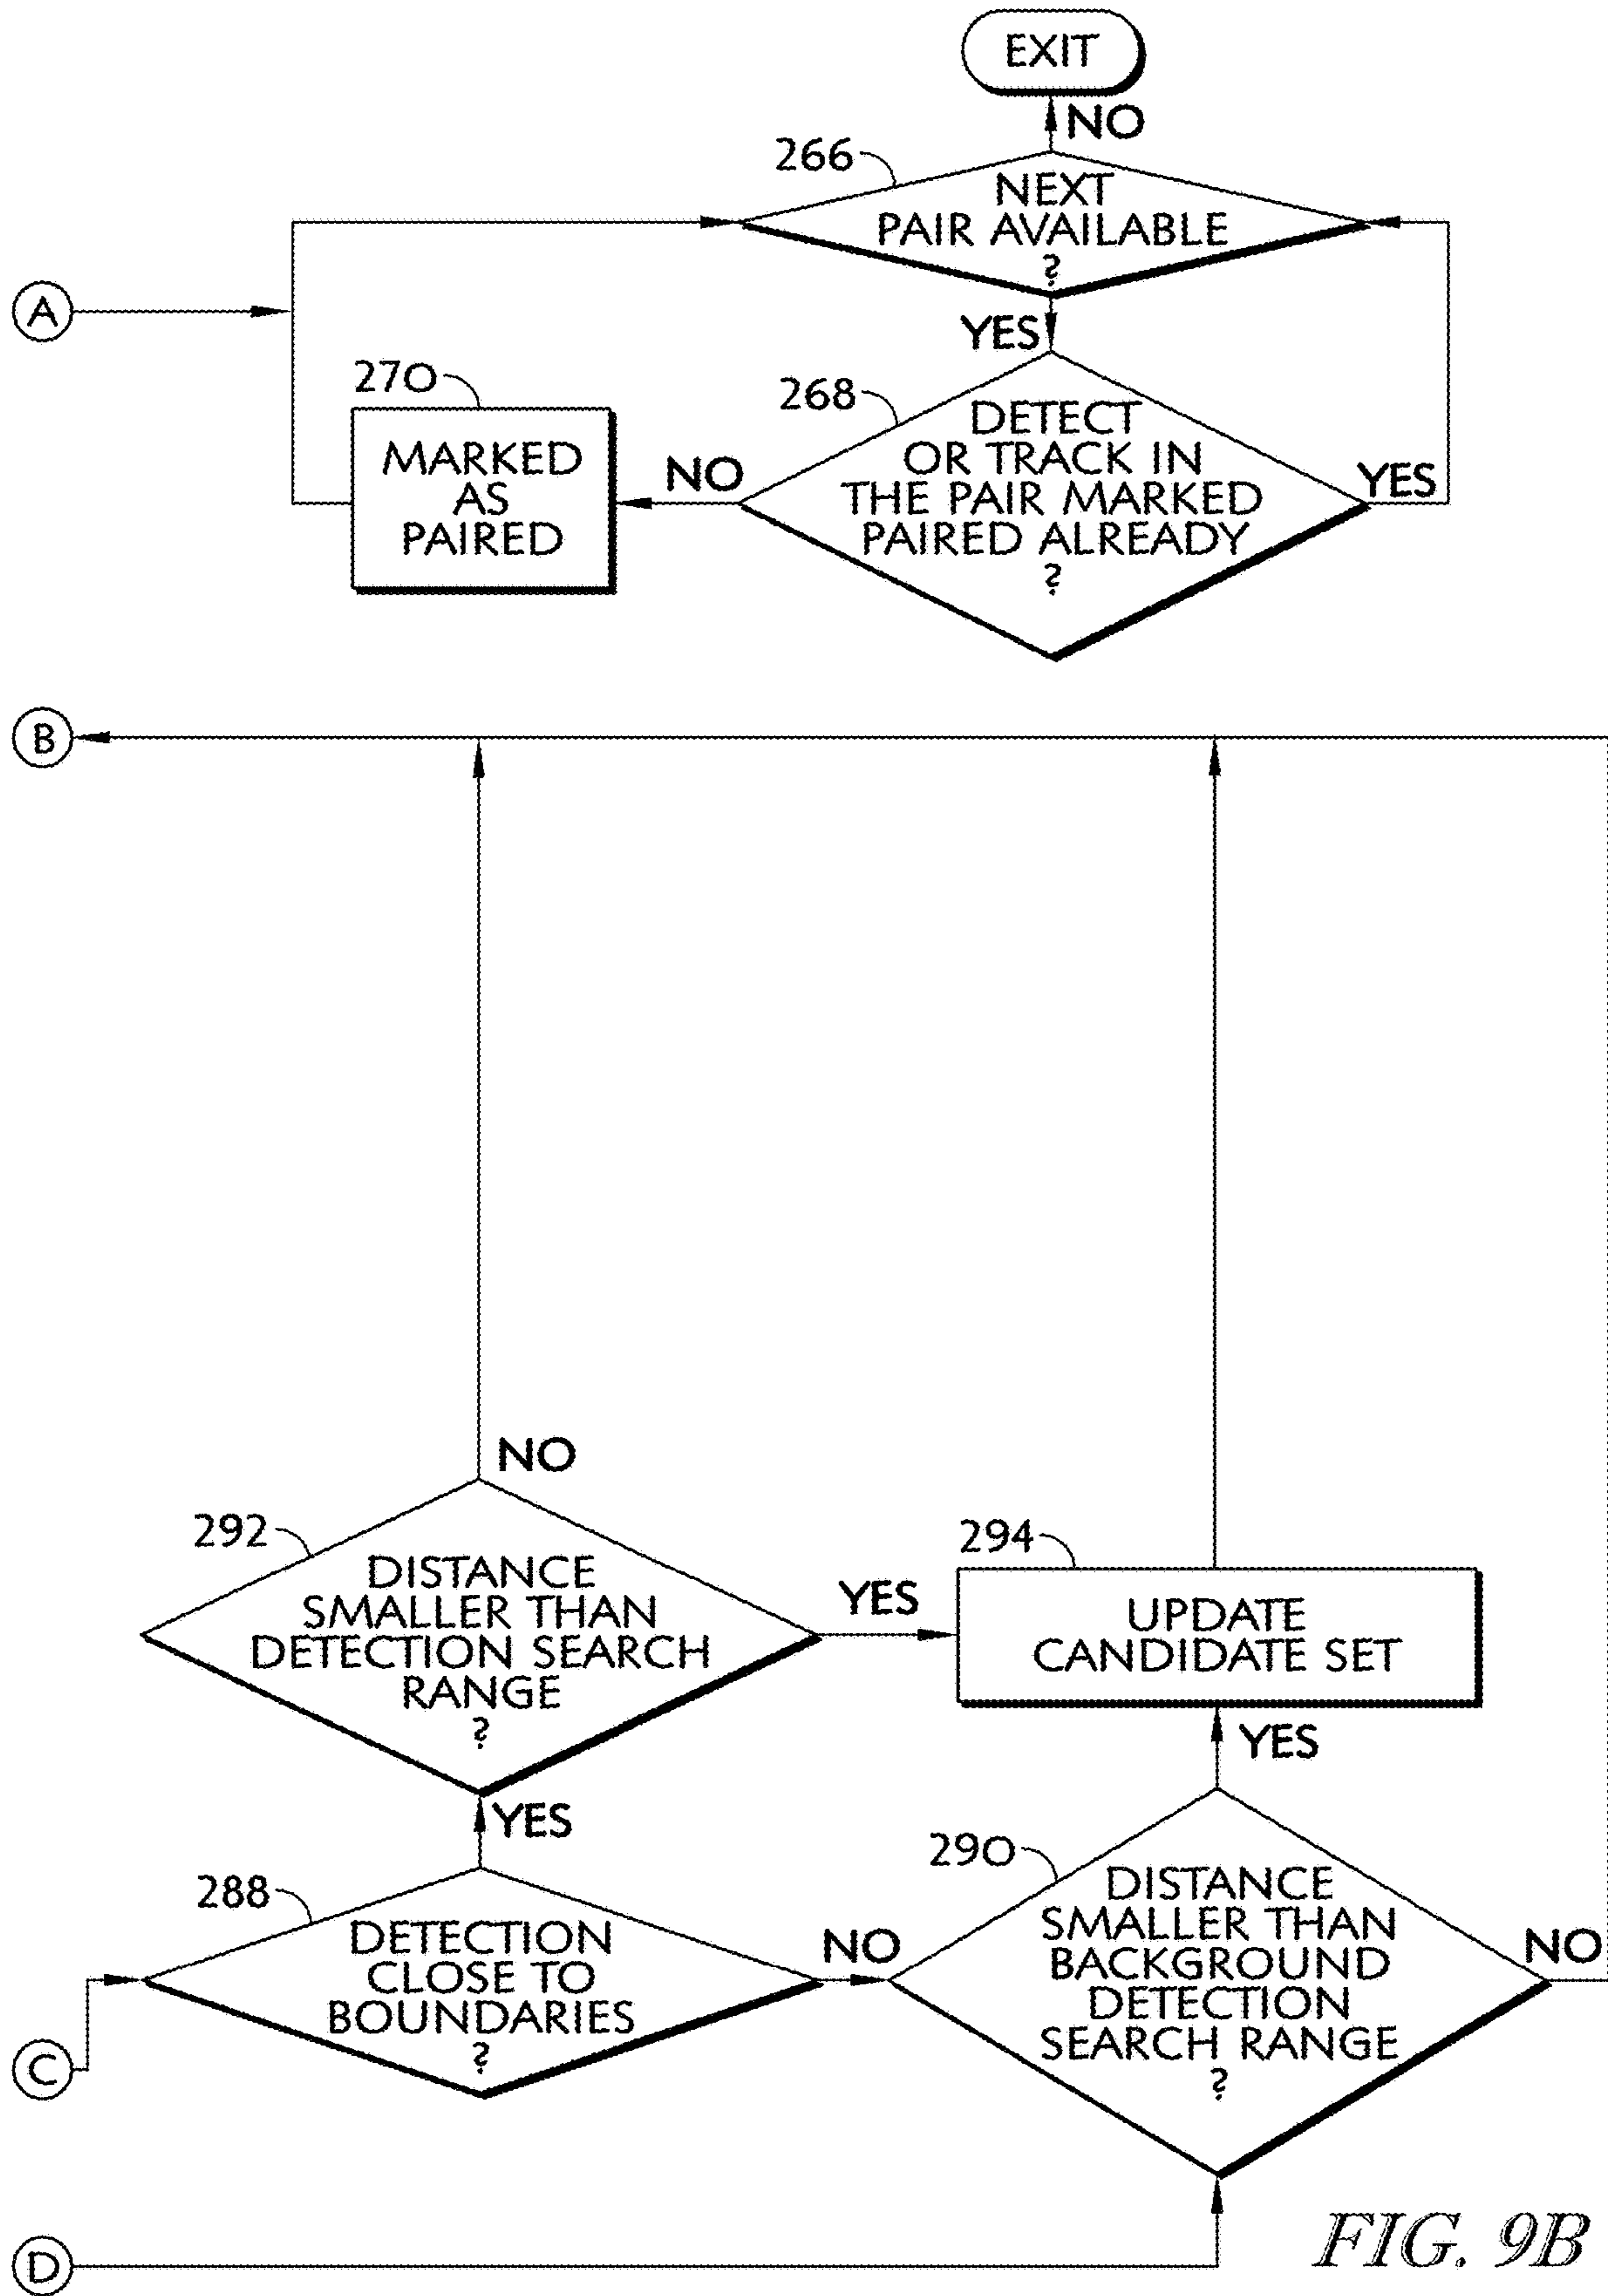 EXIT
NO
266
NEXT
PAIR AVAILABLE
?
A
YES
270
268
MARKED
AS
PAIRED
NO
DETECT
OR TRACK IN
THE PAIR MARKED
PAIRED ALREADY
?
YES
B
NO
292
DISTANCE
SMALLER THAN
DETECTION SEARCH
RANGE
?
YES
294
UPDATE
CANDIDATE SET
YES
YES
288
DETECTION
CLOSE TO
BOUNDARIES
?
NO
290
DISTANCE
SMALLER THAN
BACKGROUND
DETECTION
SEARCH RANGE
?
NO
C
D
FIG. 9B